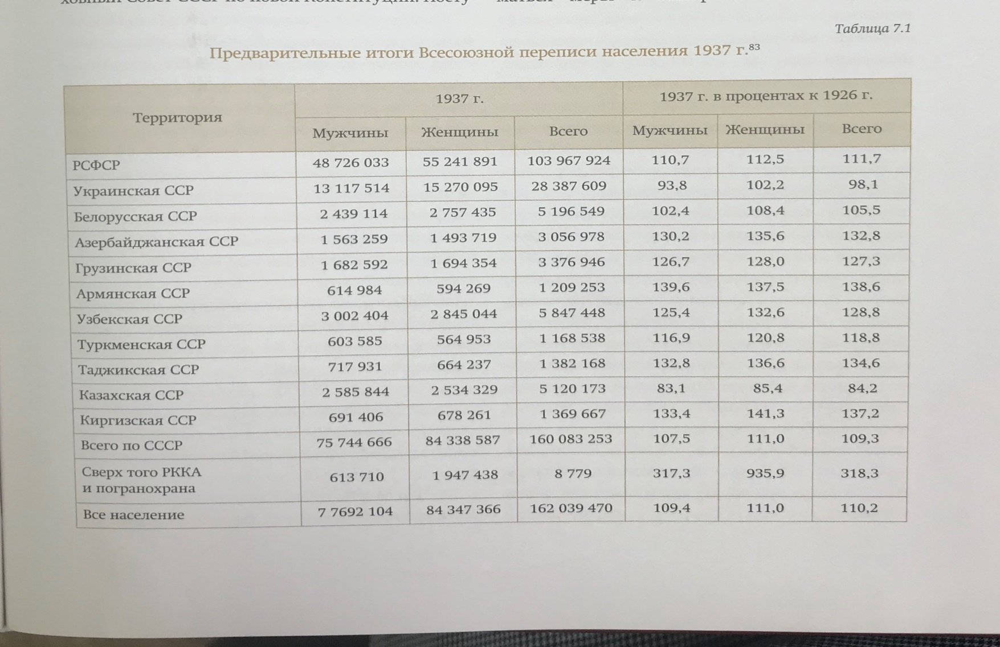 Таблица 7.1
Предварительные итоги Всесоюзной переписи населения 1937 г.83
Территория 1937 г. 1937 г. в процентах к 1926 г.
Мужчины Женщины Всего Мужчины Женщины Всего
РСФСР 48 726 033 55 241 891 103 967 924 110,7 112,5 111,7
Украинская ССР 13 117 514 15 270 095 28 387 609 93,8 102,2 98,1
Белорусская ССР 2 439 114 2 757 435 5 196 549 102,4 108,4 105,5
Азербайджанская ССР 1 563 259 1 493 719 3 056 978 130,2 135,6 132,8
Грузинская ССР 1 682 592 1 694 354 3 376 946 126,7 128,0 127,3
Армянская ССР 614 984 594 269 1 209 253 139,6 137,5 138,6
Узбекская ССР 3 002 404 2 845 044 5 847 448 125,4 132,6 128,8
Туркменская ССР 603 585 564 953 1 168 538 116,9 120,8 118,8
Таджикская ССР 717 931 664 237 1 382 168 132,8 136,6 134,6
Казахская ССР 2 585 844 2 534 329 5 120 173 83,1 85,4 84,2
Киргизская ССР 691 406 678 261 1 369 667 133,4 141,3 137,2
Всего по СССР 75 744 666 84 338 587 160 083 253 107,5 111,0 109,3
Сверх того РККА
и погранохрана 613 710 1 947 438 8 779 317,3 935,9 318,3
Все население 7 7692 104 84 347 366 162 039 470 109,4 111,0 110,2